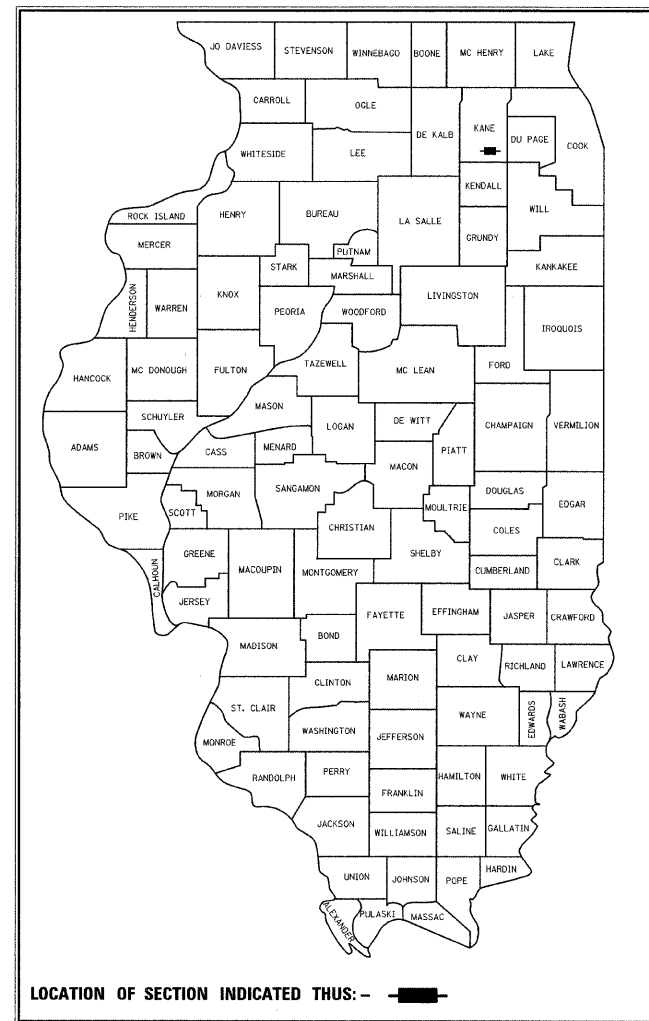 JO DAVIESS STEVENSON WINNEBAGO BOONE MC HENRY LAKE
CARROLL OGLE DE KALB KANE DU PAGE COOK
WHITESIDE LEE KENDALL WILL
ROCK ISLAND HENRY BUREAU LA SALLE GRUNDY
MERCER PUTNAM KANKAKEE
STARK MARSHALL
HENDERSON WARREN KNOX PEORIA WOODFORD LIVINGSTON IROQUOIS
HANCOCK MC DONOUGH FULTON TAZEWELL MC LEAN FORD
SCHUYLER MASON LOGAN DE WITT CHAMPAIGN VERMILION
ADAMS BROWN CASS MENARD MACON PIATT
PIKE SCOTT MORGAN SANGAMON CHRISTIAN MOULTRIE DOUGLAS EDGAR
COLES
CALHOUN GREENE MACOUPIN MONTGOMERY SHELBY CUMBERLAND CLARK
JERSEY FAYETTE EFFINGHAM JASPER CRAWFORD
MADISON BOND CLAY RICHLAND LAWRENCE
CLINTON MARION
ST. CLAIR WASHINGTON JEFFERSON WAYNE EDWARDS WABASH
MONROE
RANDOLPH PERRY FRANKLIN HAMILTON WHITE
JACKSON WILLIAMSON SALINE GALLATIN
UNION JOHNSON POPE HARDIN
ALEXANDER PULASKI MASSAC
LOCATION OF SECTION INDICATED THUS: –